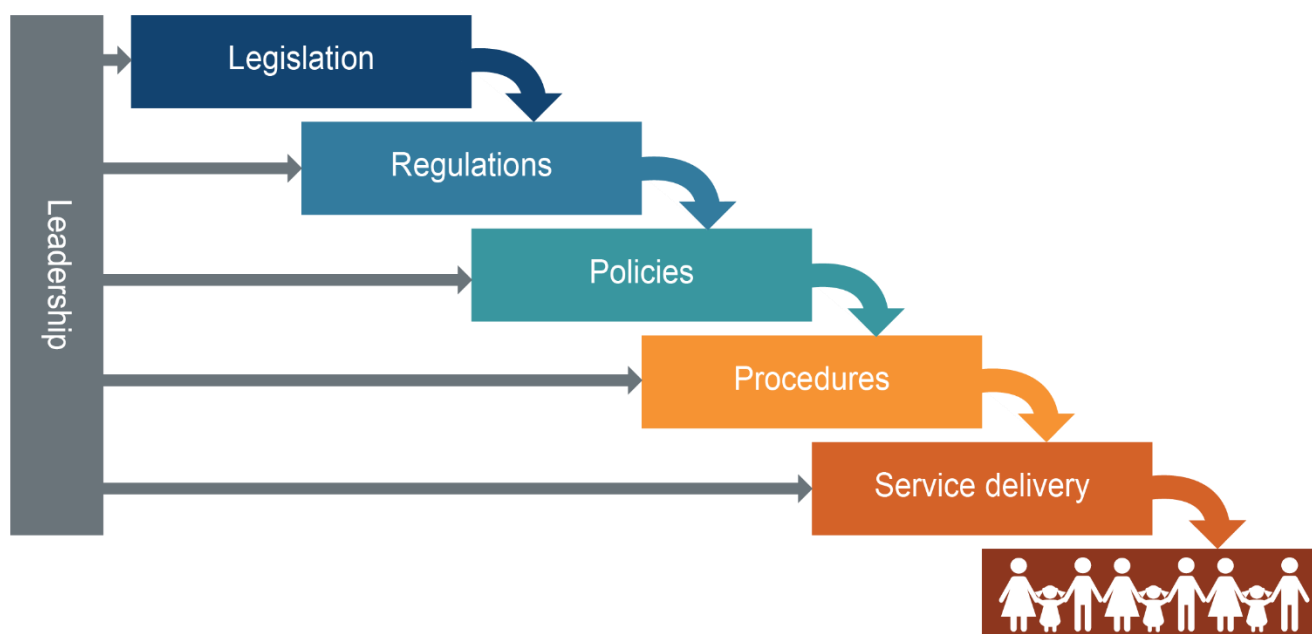 Leadership
Legislation
Regulations
Policies
Procedures
Service delivery